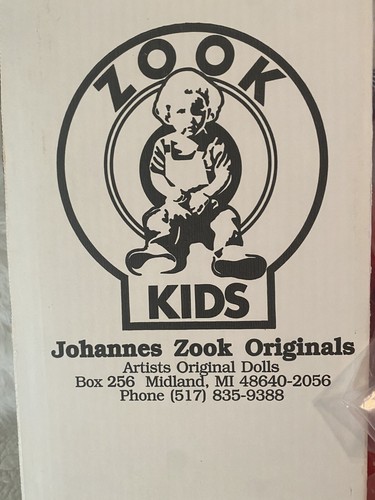 ZOOK
KIDS
Johannes Zook Originals
Artists Original Dolls
Box 256 Midland, MI 48640-2056
Phone (517) 835-9388